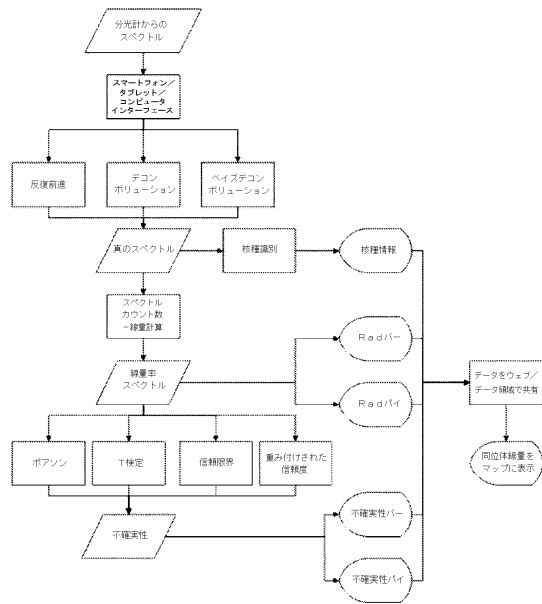 分光計からの
スペクトル
スマートフォン／
タブレット／
コンピュータ
インターフェース
反復前進
デコン
ボリューション
ベイズデコン
ボリューション
真のスペクトル
核種識別
核種情報
スペクトル
カウント数
－線量計算
Ｒａｄバー
線量率
スペクトル
Ｒａｄパイ
データをウェブ／
データ領域で共有
ポアソン
Ｔ検定
信頼限界
重み付けされた
信頼度
同位体線量を
マップに表示
不確実性
不確実性バー
不確実性パイ